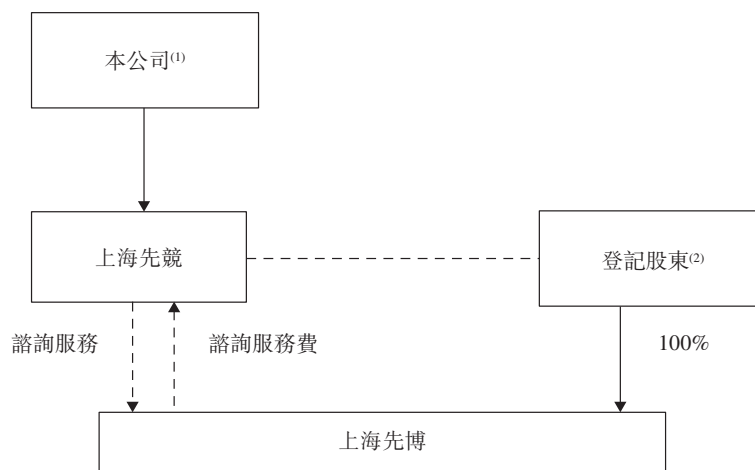 本公司(1)
上海先競
登記股東(2)
諮詢服務
諮詢服務費
100%
上海先博